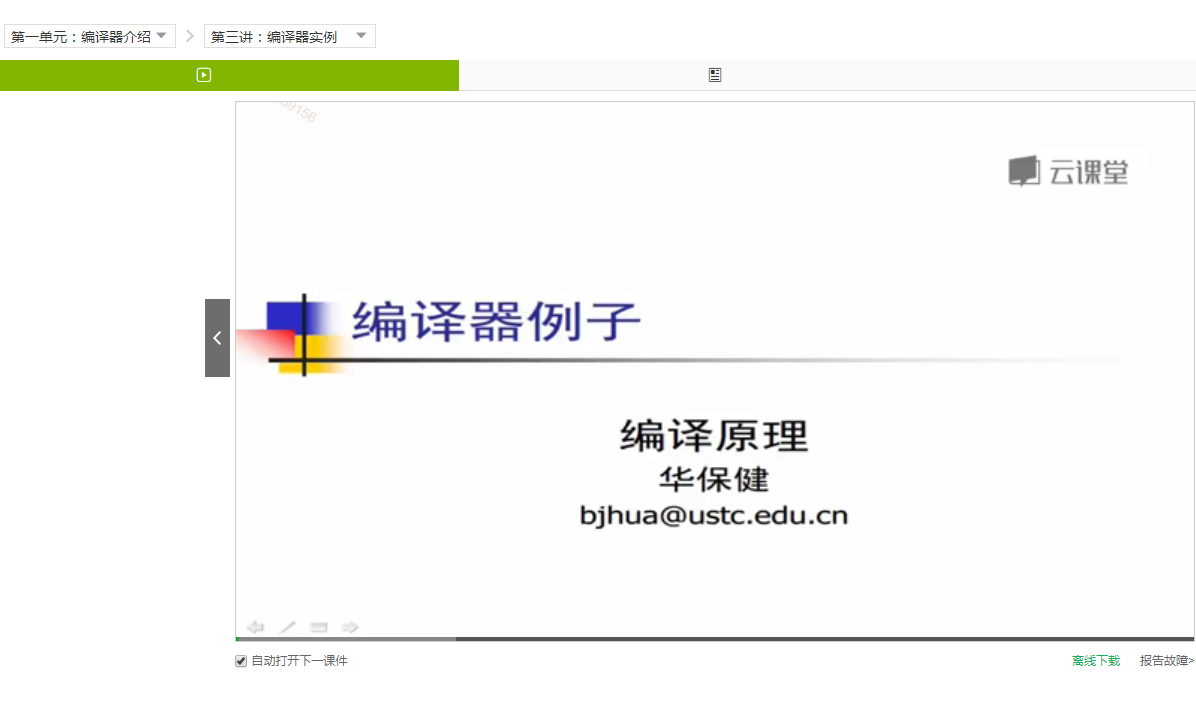 第一单元：编译器介绍
第三讲：编译器实例
09156
云课堂
编译器例子
编译原理
华保健
bjhua@ustc.edu.cn
自动打开下一课件
离线下载
报告故障>